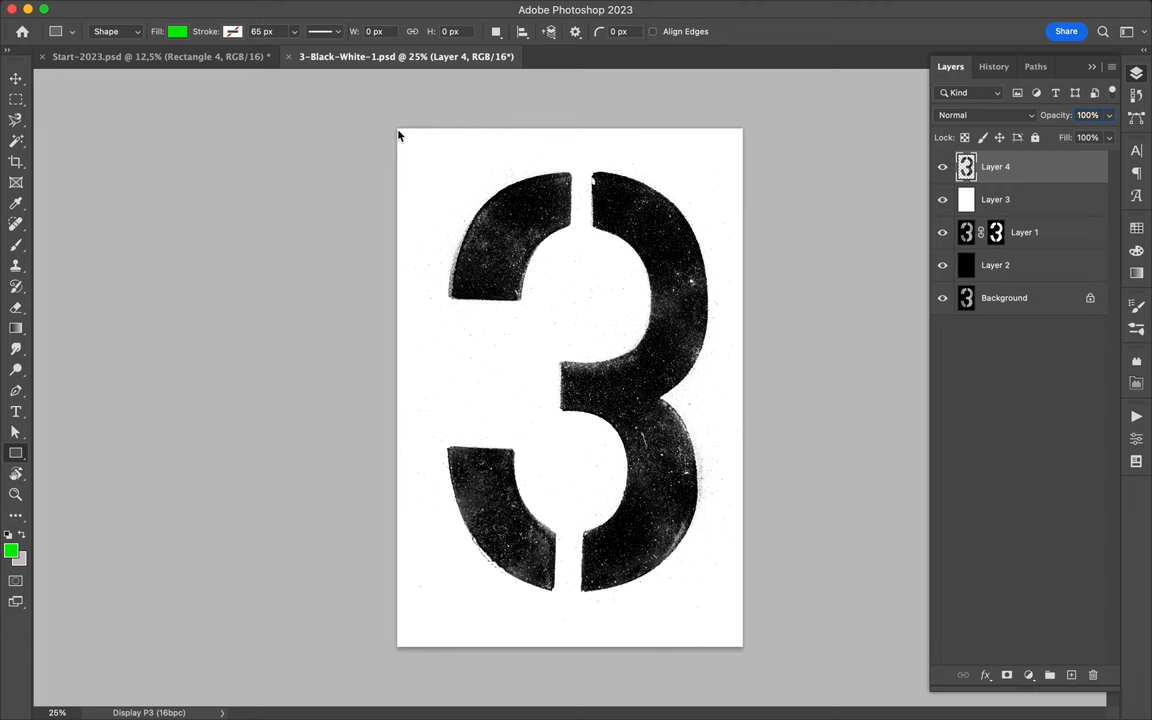 Adobe Photoshop 2023
Shape Fill: Stroke: 65 px W: 0 px H: 0 px 0 px Align Edges Share
Start-2023.psd @ 12,5% (Rectangle 4, RGB/16) * 3-Black-White-1.psd @ 25% (Layer 4, RGB/16*)
Layers History Paths
Kind
Normal Opacity: 100%
Lock: Fill: 100%
Layer 4
Layer 3
Layer 1
Layer 2
Background
3
25% Display P3 (16bpc)